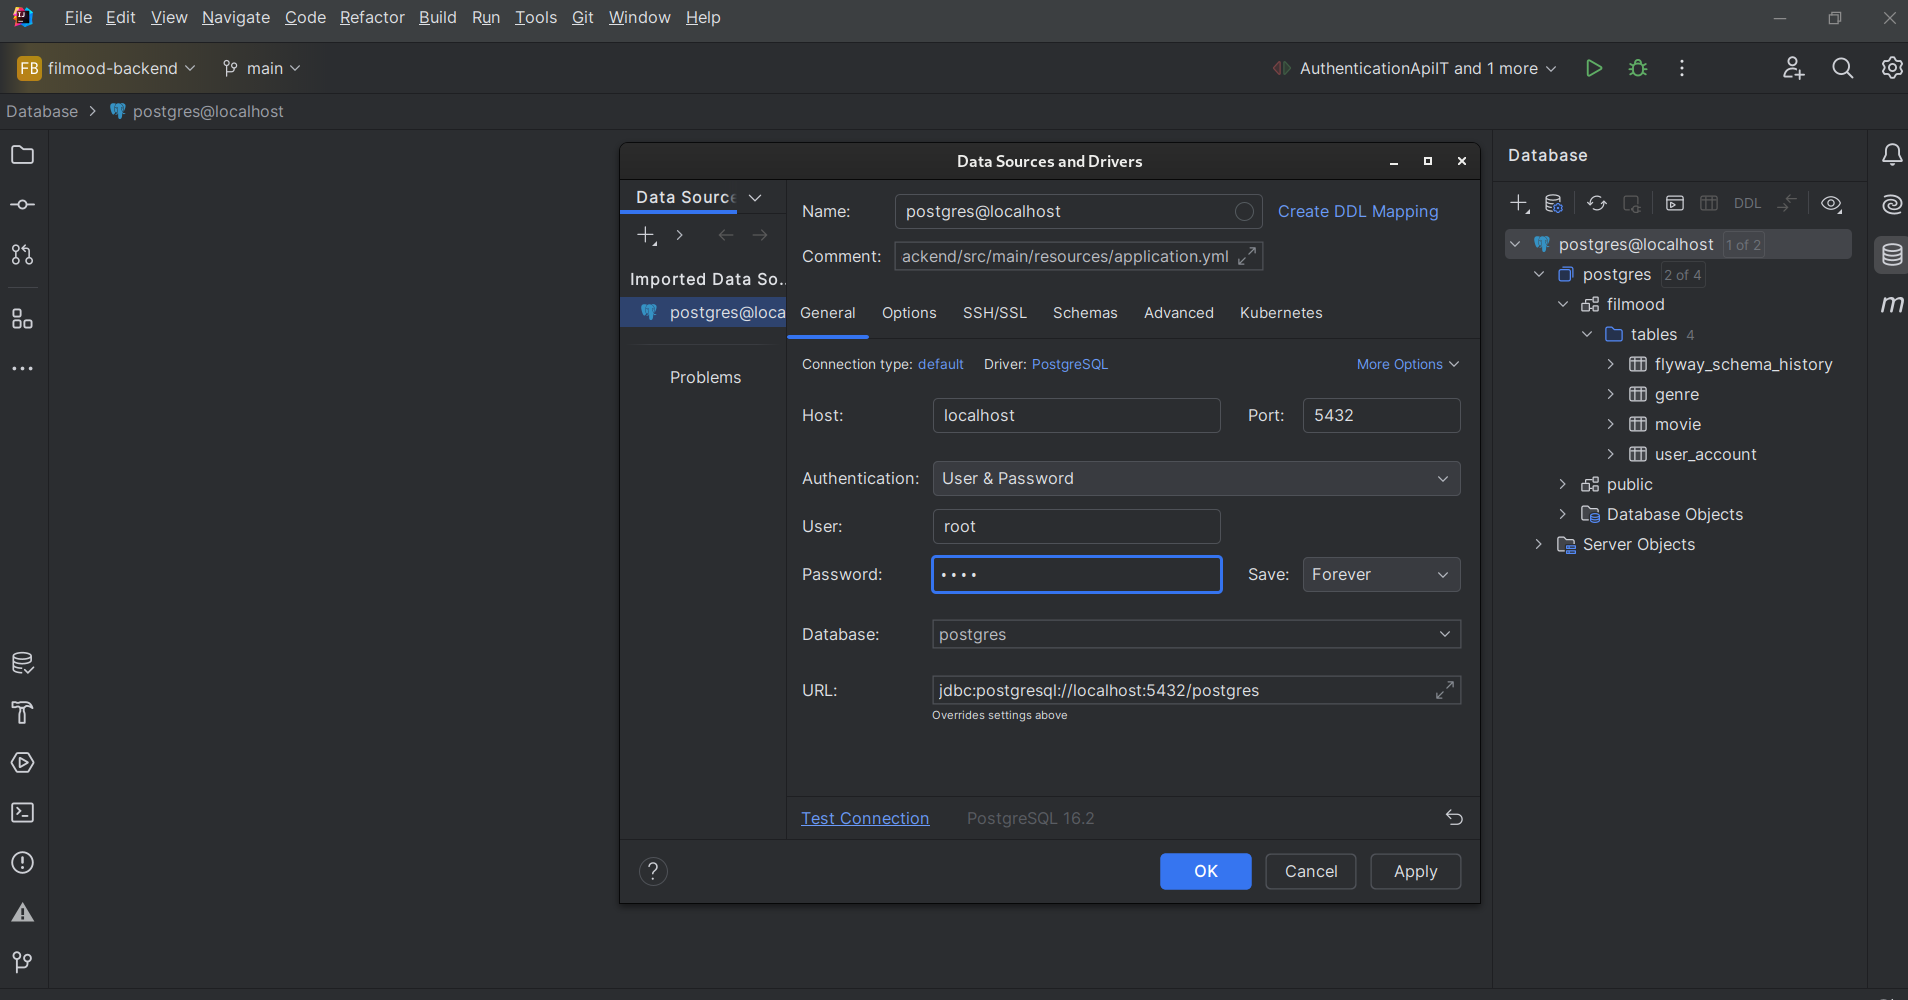 File Edit View Navigate Code Refactor Build Run Tools Git Window Help
FB filmood-backend main AuthenticationApiIT and 1 more
Database postgres@localhost
Data Sources and Drivers
Data Source
Name: postgres@localhost Create DDL Mapping
Comment: ackend/src/main/resources/application.yml
Imported Data So...
postgres@loca
Problems
General Options SSH/SSL Schemas Advanced Kubernetes
Connection type: default Driver: PostgreSQL More Options
Host: localhost Port: 5432
Authentication: User & Password
User: root
Password: •••• Save: Forever
Database: postgres
URL: jdbc:postgresql://localhost:5432/postgres
Overrides settings above
Test Connection PostgreSQL 16.2
? OK Cancel Apply
Database
DDL
postgres@localhost 1 of 2
postgres 2 of 4
filmood
tables 4
flyway_schema_history
genre
movie
user_account
public
Database Objects
Server Objects
m